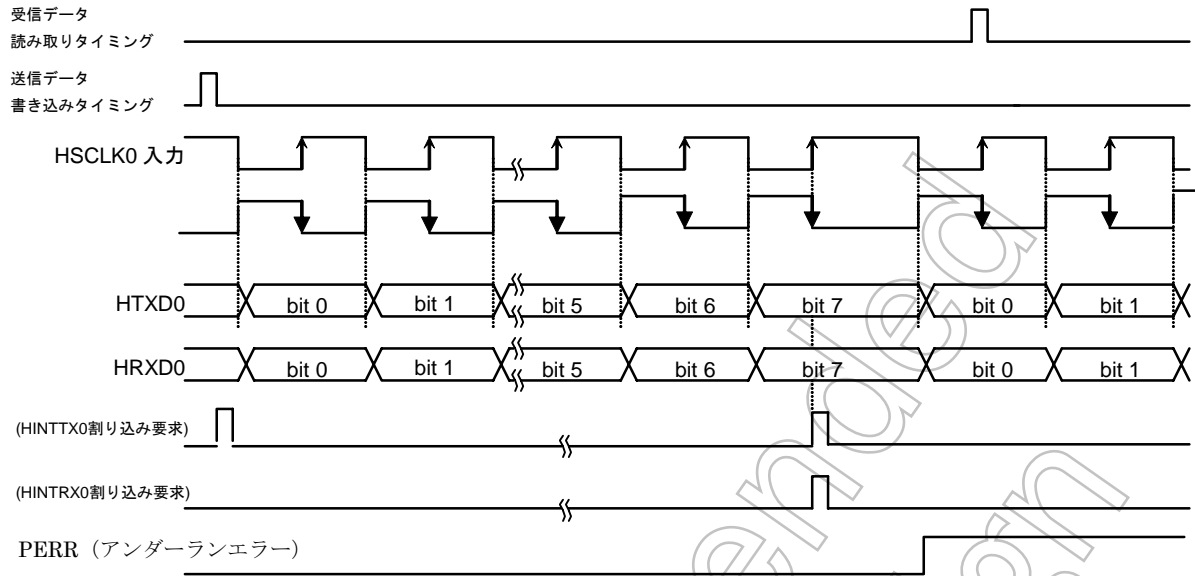 受信データ
読み取りタイミング
送信データ
書き込みタイミング
HSCLK0 入力
HTXD0 bit 0 bit 1 bit 5 bit 6 bit 7 bit 0 bit 1
HRXD0 bit 0 bit 1 bit 5 bit 6 bit 7 bit 0 bit 1
(HINTTX0割り込み要求)
(HINTRX0割り込み要求)
PERR（アンダーランエラー）